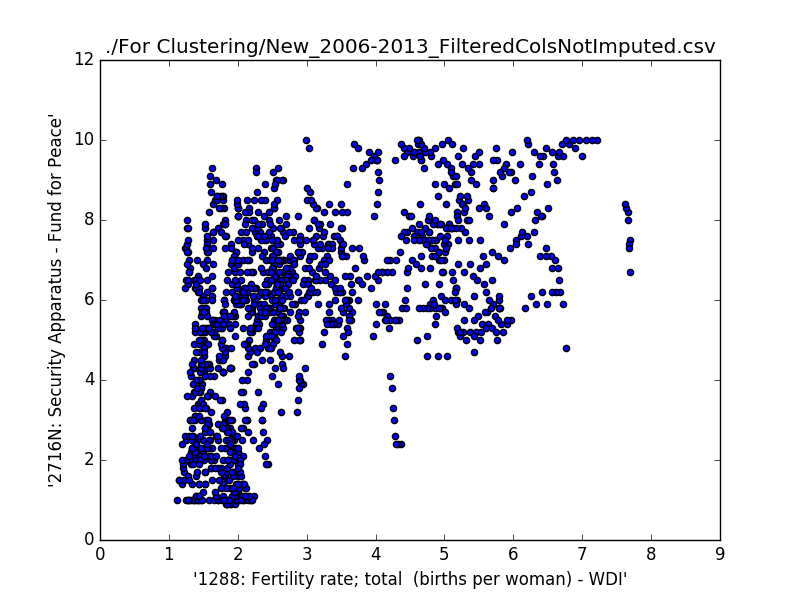 ./For Clustering/New_2006-2013_FilteredColsNotImputed.csv
12
10
8
6
4
2
0
'2716N: Security Apparatus - Fund for Peace'
0 1 2 3 4 5 6 7 8 9
'1288: Fertility rate; total  (births per woman) - WDI'